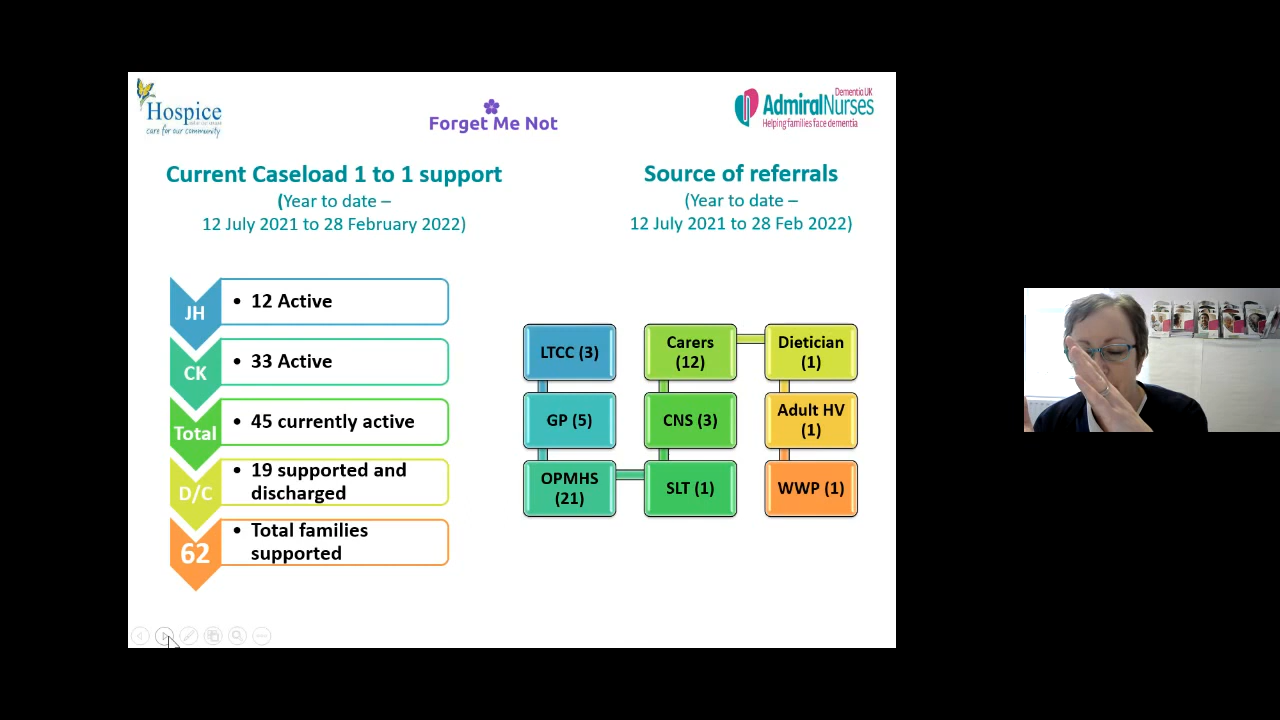 Hospice
care for our community
Forget Me Not
Dementia UK
AdmiralNurses
Helping families face dementia
Current Caseload 1 to 1 support
(Year to date –
12 July 2021 to 28 February 2022)
Source of referrals
(Year to date –
12 July 2021 to 28 Feb 2022)
JH
• 12 Active
CK
• 33 Active
Total
• 45 currently active
D/C
• 19 supported and
discharged
62
• Total families
supported
LTCC (3)
GP (5)
OPMHS
(21)
Carers
(12)
CNS (3)
SLT (1)
Dietician
(1)
Adult HV
(1)
WWP (1)